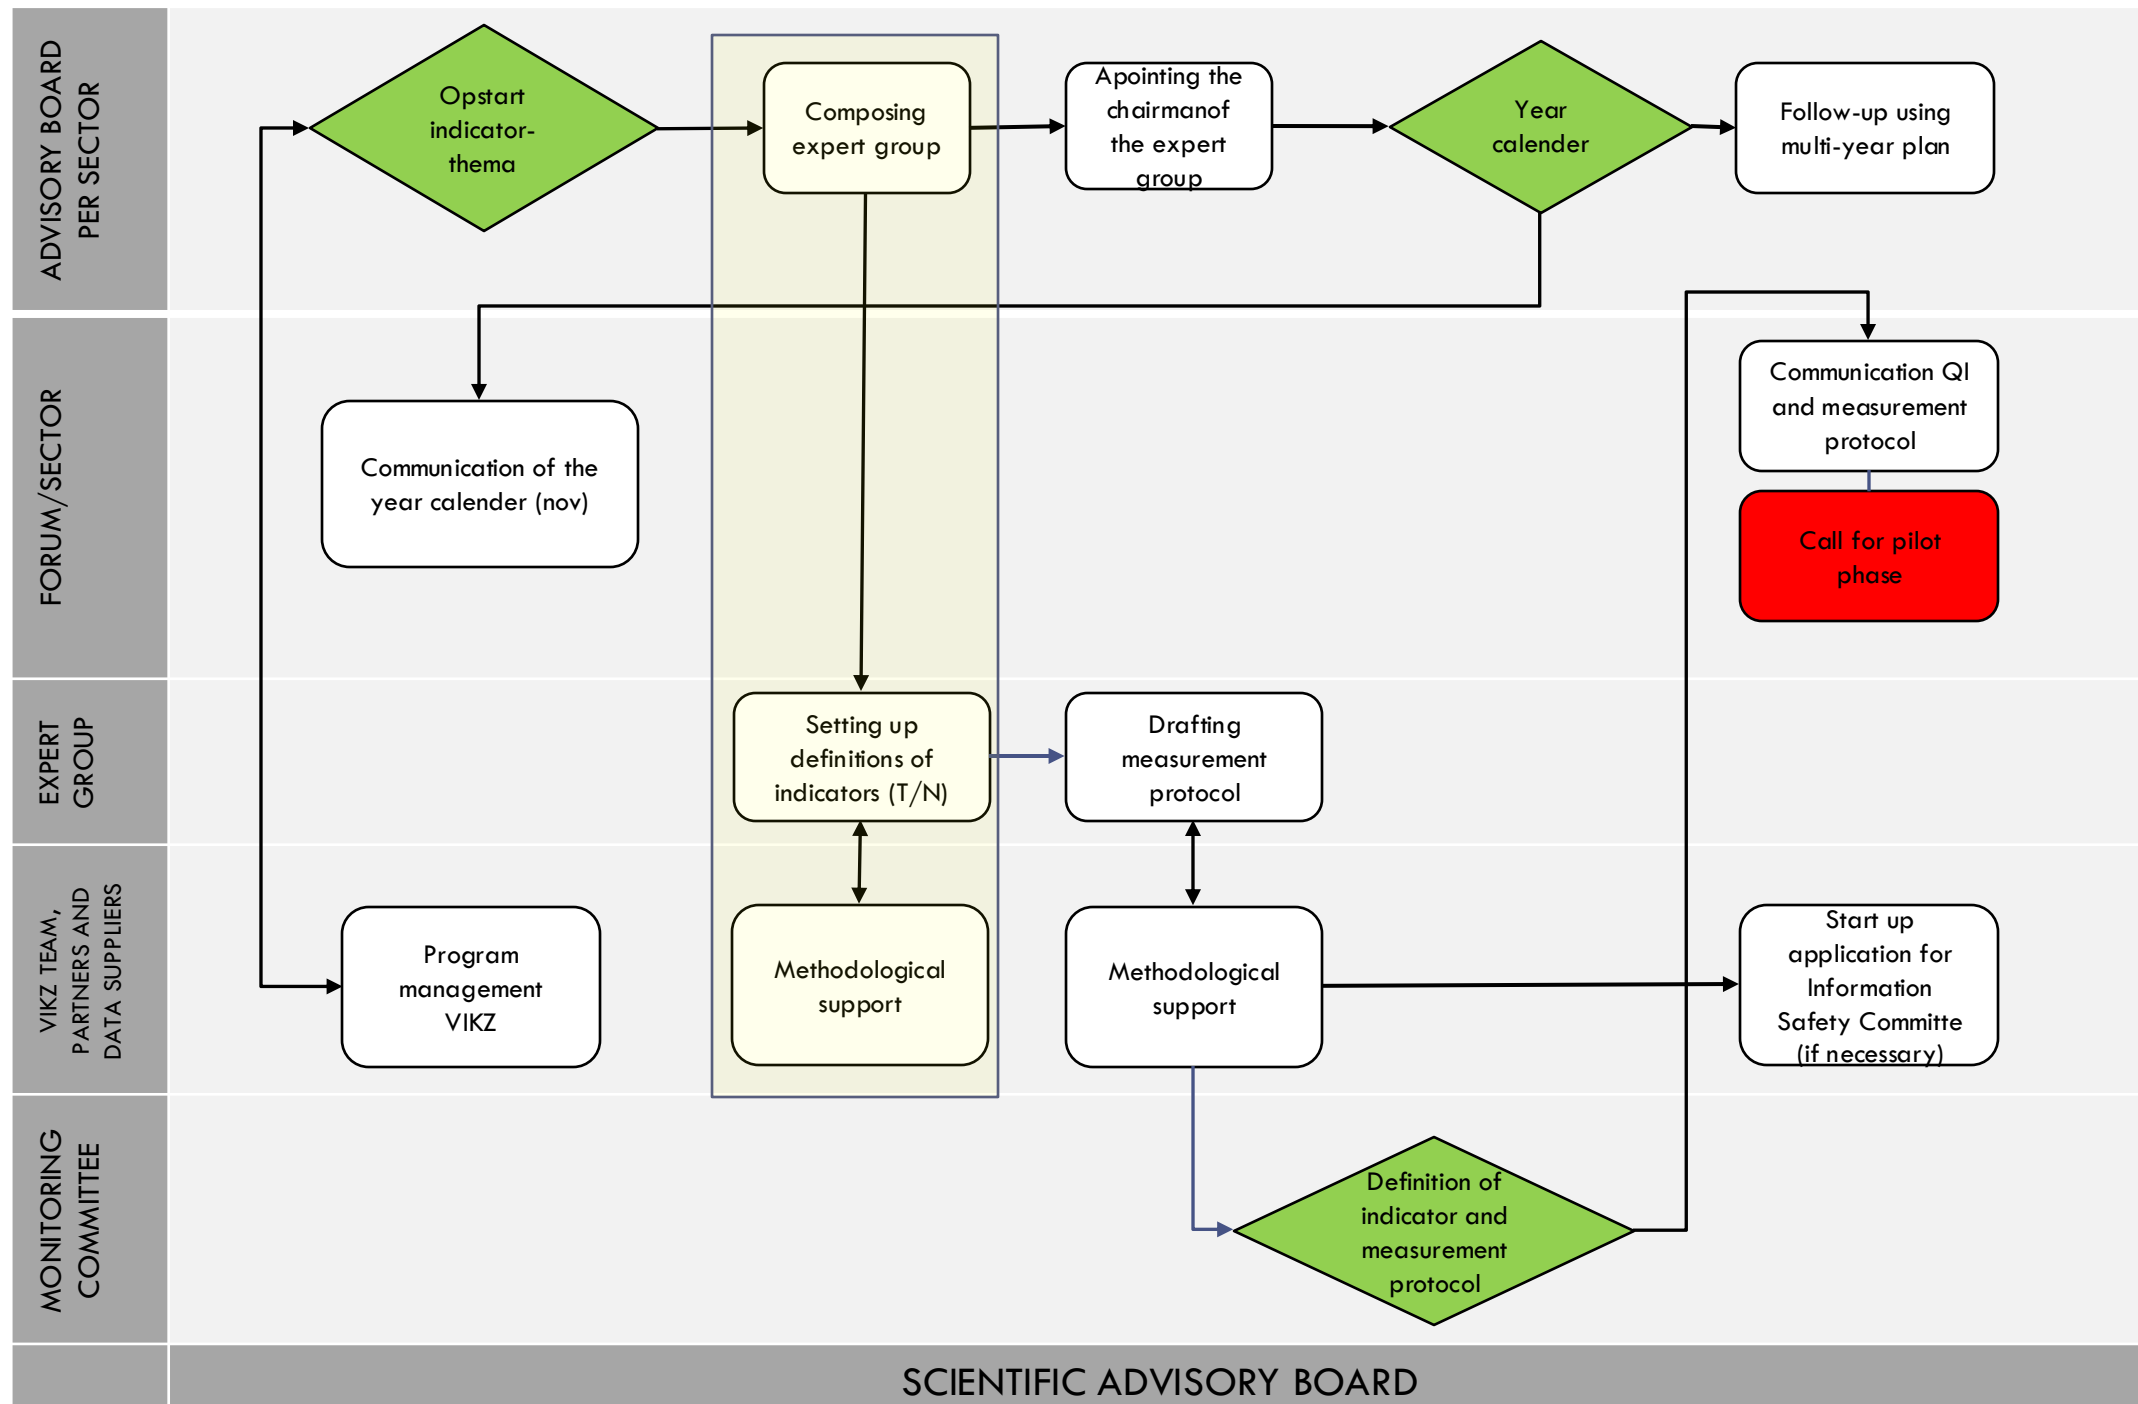 ADVISORY BOARD
PER SECTOR
Opstart
indicator-
thema
Composing
expert group
Apointing the
chairmanof
the expert
group
Year
calender
Follow-up using
multi-year plan
FORUM/SECTOR
Communication of the
year calender (nov)
Communication QI
and measurement
protocol
Call for pilot
phase
EXPERT
GROUP
Setting up
definitions of
indicators (T/N)
Drafting
measurement
protocol
VIKZ TEAM,
PARTNERS AND
DATA SUPPLIERS
Program
management
VIKZ
Methodological
support
Methodological
support
Start up
application for
Information
Safety Committe
(if necessary)
MONITORING
COMMITTEE
Definition of
indicator and
measurement
protocol
SCIENTIFIC ADVISORY BOARD